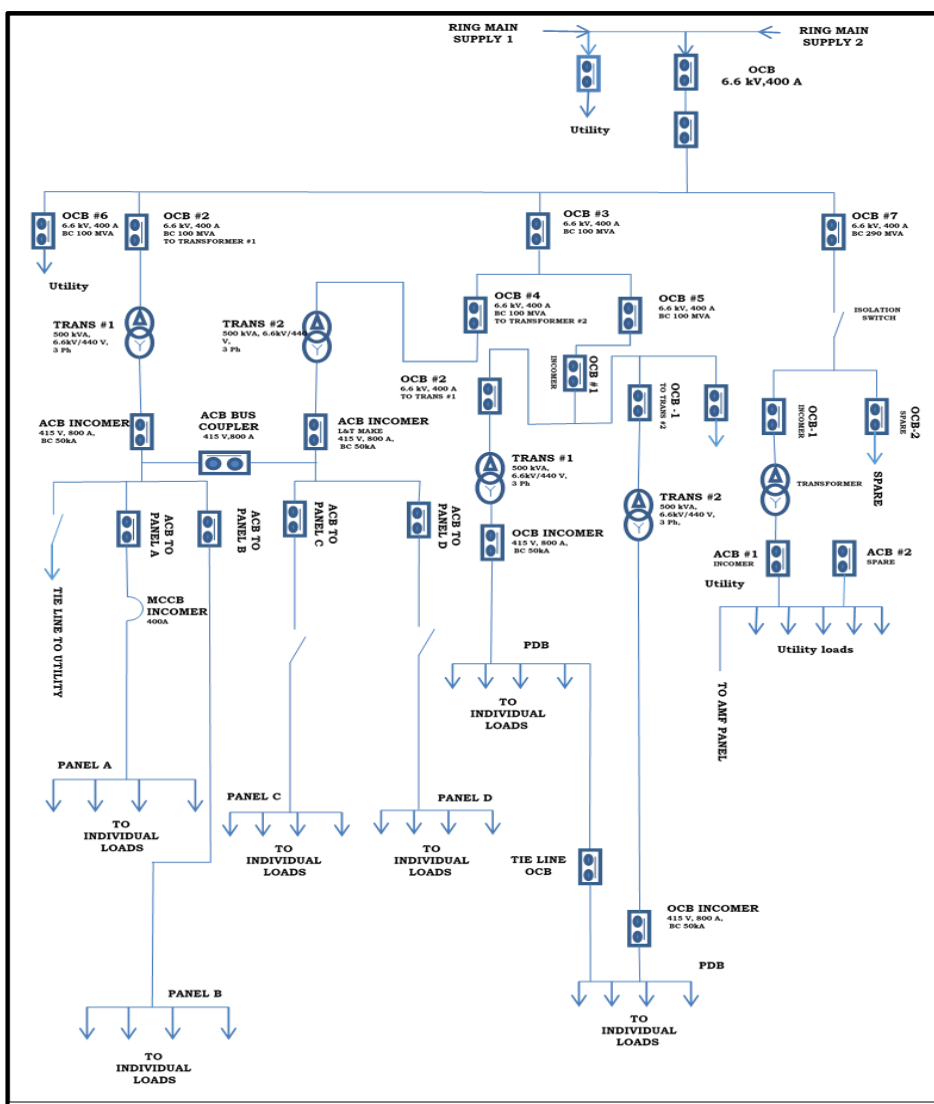 RING MAIN
SUPPLY 1
RING MAIN
SUPPLY 2
OCB
6.6 kV,400 A
Utility
OCB #6
6.6 kV, 400 A
BC 100 MVA
Utility
OCB #2
6.6 kV, 400 A
BC 100 MVA
TO TRANSFORMER #1
OCB #3
6.6 kV, 400 A
BC 100 MVA
OCB #7
6.6 kV, 400 A
BC 290 MVA
OCB #4
6.6 kV, 400 A
BC 100 MVA
TO TRANSFORMER #2
OCB #5
6.6 kV, 400 A
BC 100 MVA
ISOLATION
SWITCH
TRANS #1
500 kVA,
6.6kV/440 V,
3 Ph
TRANS #2
500 kVA, 6.6kV/440
V,
3 Ph
OCB #2
6.6 kV, 400 A
TO TRANS #1
OCB #1
INCOMER
OCB -1
TO TRANS #2
OCB-1
INCOMER
OCB-2
SPARE
SPARE
ACB INCOMER
415 V, 800 A,
BC 50kA
ACB BUS
COUPLER
415 V,800 A
ACB INCOMER
L&T MAKE
415 V, 800 A,
BC 50kA
TRANS #1
500 kVA,
6.6kV/440 V,
3 Ph
TRANS #2
500 kVA,
6.6kV/440 V,
3 Ph,
TRANSFORMER
ACB TO
PANEL A
ACB TO
PANEL B
ACB TO
PANEL C
ACB TO
PANEL D
OCB INCOMER
415 V, 800 A,
BC 50kA
ACB #1
INCOMER
ACB #2
SPARE
Utility
TIE LINE TO UTILITY
MCCB
INCOMER
400A
PDB
Utility loads
TO AMF PANEL
TO
INDIVIDUAL
LOADS
PANEL A
TO
INDIVIDUAL
LOADS
PANEL C
TO
INDIVIDUAL
LOADS
PANEL D
TO
INDIVIDUAL
LOADS
TIE LINE
OCB
OCB INCOMER
415 V, 800 A,
BC 50kA
PDB
TO
INDIVIDUAL
LOADS
PANEL B
TO
INDIVIDUAL
LOADS